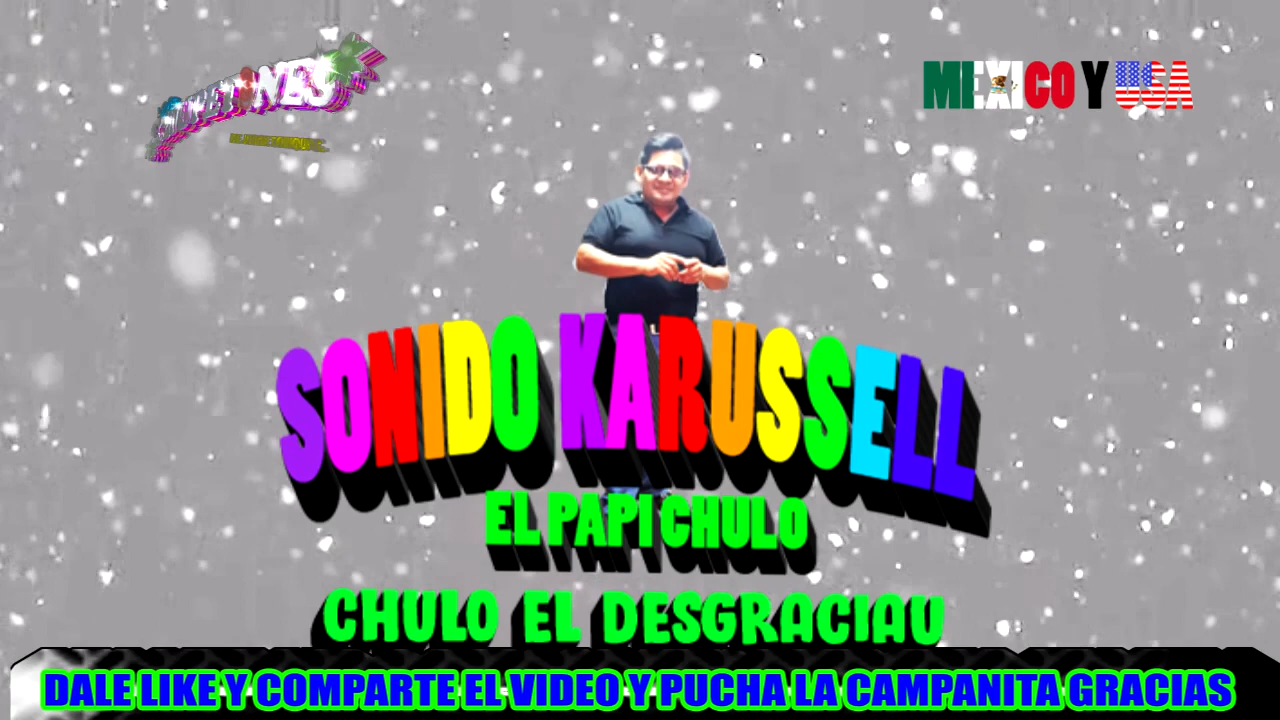 MEXICO Y USA
SONIDO KARUSSELL
EL PAPI CHULO
CHULO EL DESGRACIAU
DALE LIKE Y COMPARTE EL VIDEO Y PUCHA LA CAMPANITA GRACIAS